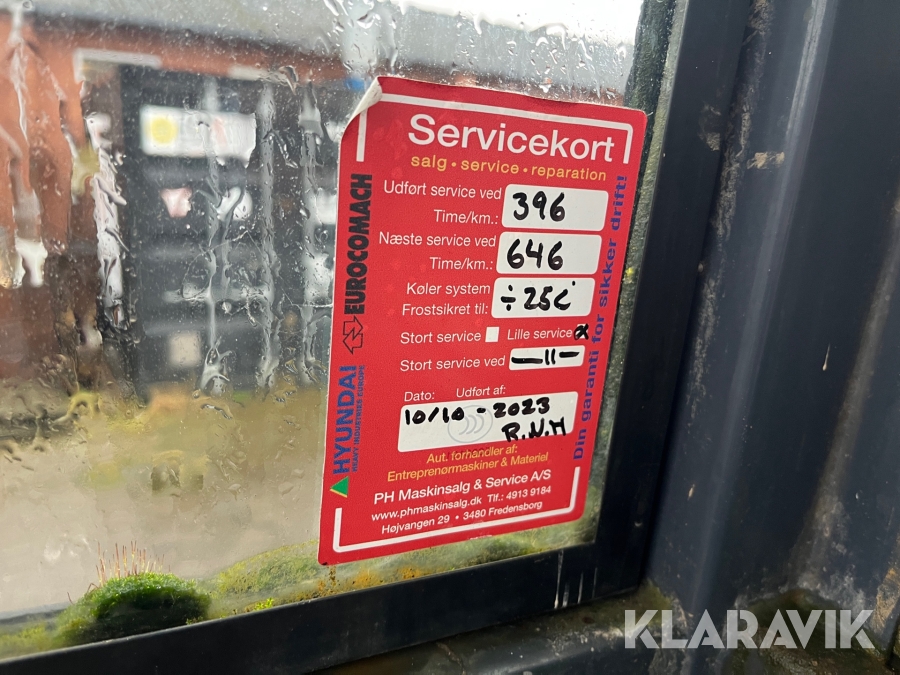 Servicekort
salg • service • reparation
Udført service ved
Time/km.: 396
Næste service ved
Time/km.: 646
Køler system
Frostsikret til: ÷25c
Stort service Lille service x
Stort service ved —11—
Dato: Udført af:
10/10 - 2023
R.N.M
Aut. forhandler af:
Entreprenørmaskiner & Materiel
PH Maskinsalg & Service A/S
www.phmaskinsalg.dk Tlf.: 4913 9184
Højvangen 29 • 3480 Fredensborg
EUROCOMACH
HYUNDAI
HEAVY INDUSTRIES EUROPE
Din garanti for sikker drift!
KLARAVIK